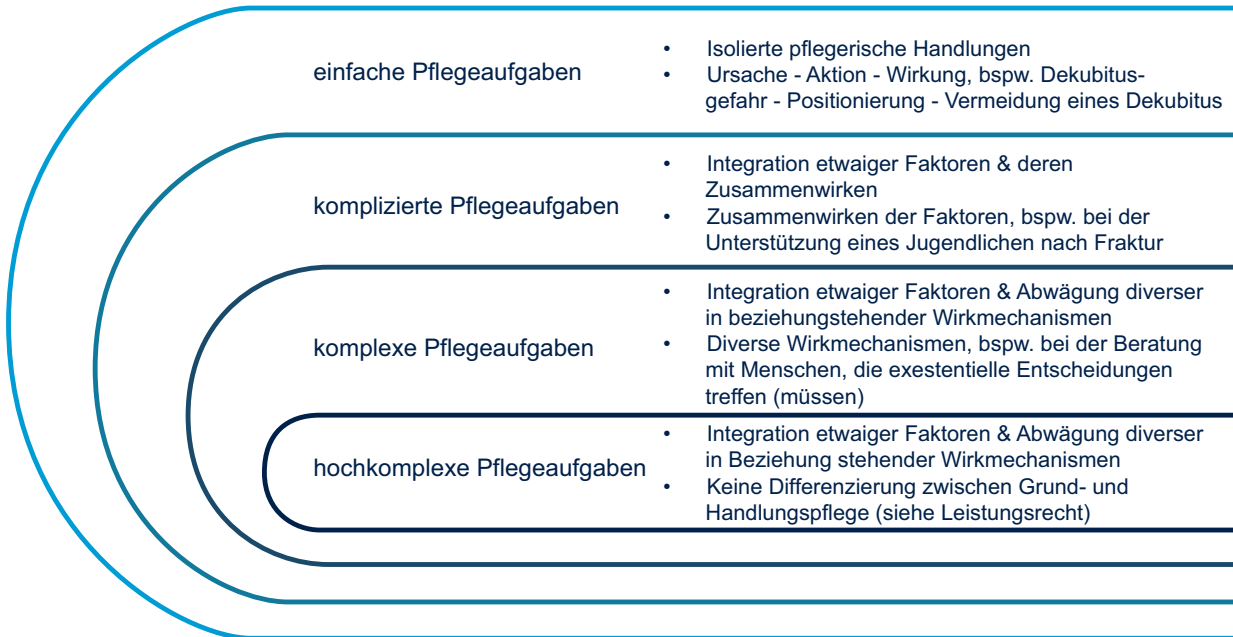 einfache Pflegeaufgaben
• Isolierte pflegerische Handlungen
• Ursache - Aktion - Wirkung, bspw. Dekubitus-
gefahr - Positionierung - Vermeidung eines Dekubitus
komplizierte Pflegeaufgaben
• Integration etwaiger Faktoren & deren
Zusammenwirken
• Zusammenwirken der Faktoren, bspw. bei der
Unterstützung eines Jugendlichen nach Fraktur
komplexe Pflegeaufgaben
• Integration etwaiger Faktoren & Abwägung diverser
in beziehungstehender Wirkmechanismen
• Diverse Wirkmechanismen, bspw. bei der Beratung
mit Menschen, die exestentielle Entscheidungen
treffen (müssen)
hochkomplexe Pflegeaufgaben
• Integration etwaiger Faktoren & Abwägung diverser
in Beziehung stehender Wirkmechanismen
• Keine Differenzierung zwischen Grund- und
Handlungspflege (siehe Leistungsrecht)